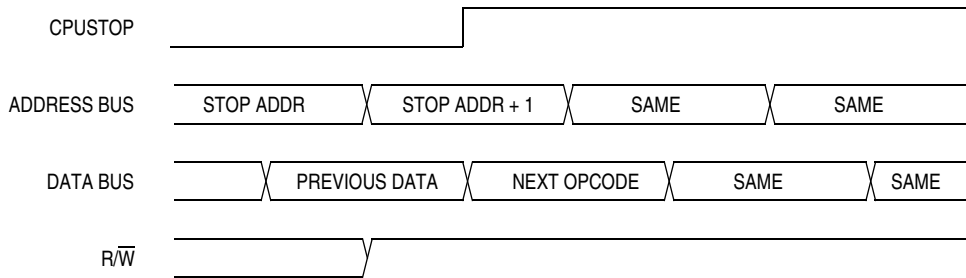 CPUSTOP
ADDRESS BUS STOP ADDR STOP ADDR + 1 SAME SAME
DATA BUS PREVIOUS DATA NEXT OPCODE SAME SAME
R/W̅